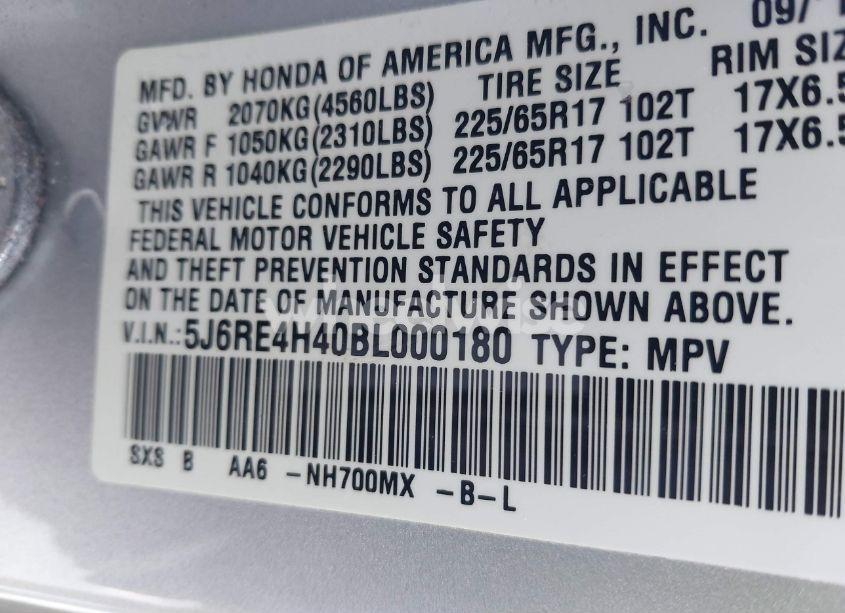 MFD. BY HONDA OF AMERICA MFG., INC. 09/
GVWR 2070KG(4560LBS) TIRE SIZE RIM SIZ
GAWR F 1050KG(2310LBS) 225/65R17 102T 17X6.5
GAWR R 1040KG(2290LBS) 225/65R17 102T 17X6.5
THIS VEHICLE CONFORMS TO ALL APPLICABLE
FEDERAL MOTOR VEHICLE SAFETY
AND THEFT PREVENTION STANDARDS IN EFFECT
ON THE DATE OF MANUFACTURE SHOWN ABOVE.
V.I.N.:5J6RE4H40BL000180 TYPE: MPV
SXS B AA6 -NH700MX -B-L